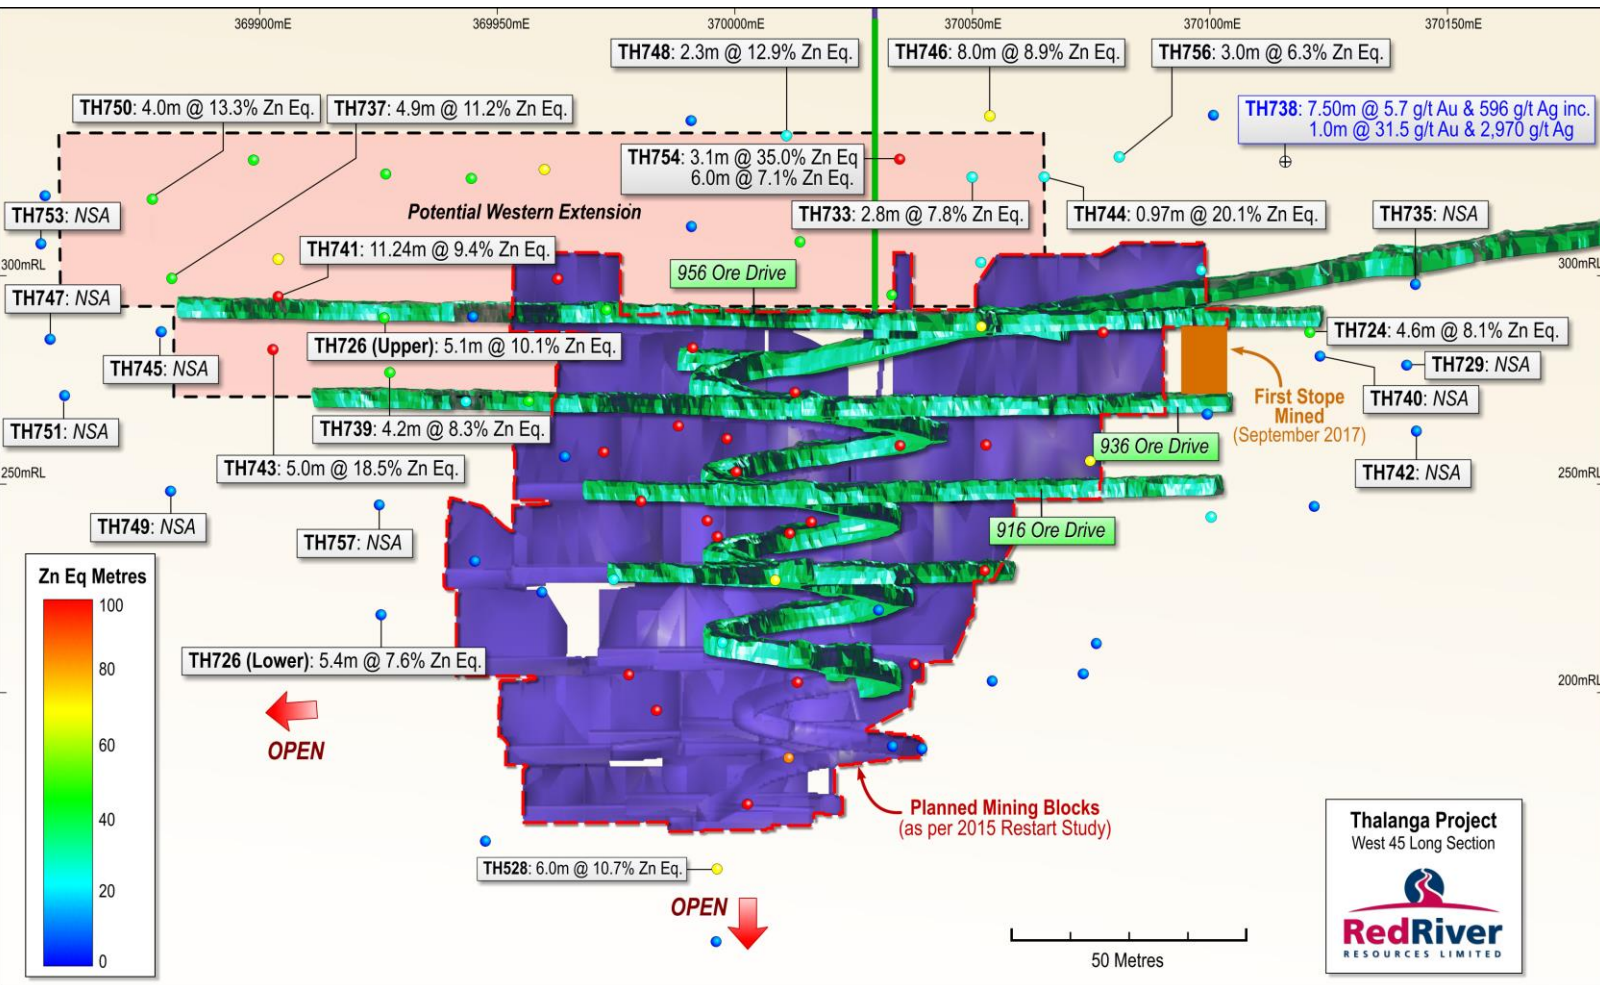 369900mE
369950mE
370000mE
370050mE
370100mE
370150mE
TH748: 2.3m @ 12.9% Zn Eq.
TH746: 8.0m @ 8.9% Zn Eq.
TH756: 3.0m @ 6.3% Zn Eq.
TH750: 4.0m @ 13.3% Zn Eq.
TH737: 4.9m @ 11.2% Zn Eq.
TH738: 7.50m @ 5.7 g/t Au & 596 g/t Ag inc.
1.0m @ 31.5 g/t Au & 2,970 g/t Ag
TH754: 3.1m @ 35.0% Zn Eq
6.0m @ 7.1% Zn Eq.
TH753: NSA
Potential Western Extension
TH733: 2.8m @ 7.8% Zn Eq.
TH744: 0.97m @ 20.1% Zn Eq.
TH735: NSA
TH741: 11.24m @ 9.4% Zn Eq.
300mRL
300mRL
956 Ore Drive
TH747: NSA
TH726 (Upper): 5.1m @ 10.1% Zn Eq.
TH724: 4.6m @ 8.1% Zn Eq.
TH745: NSA
TH729: NSA
TH740: NSA
First Stope
Mined
(September 2017)
TH751: NSA
TH739: 4.2m @ 8.3% Zn Eq.
936 Ore Drive
TH743: 5.0m @ 18.5% Zn Eq.
250mRL
250mRL
TH742: NSA
TH749: NSA
TH757: NSA
916 Ore Drive
Zn Eq Metres
100
80
60
40
20
0
TH726 (Lower): 5.4m @ 7.6% Zn Eq.
200mRL
OPEN
Planned Mining Blocks
(as per 2015 Restart Study)
TH528: 6.0m @ 10.7% Zn Eq.
OPEN
50 Metres
Thalanga Project
West 45 Long Section
RedRiver
RESOURCES LIMITED